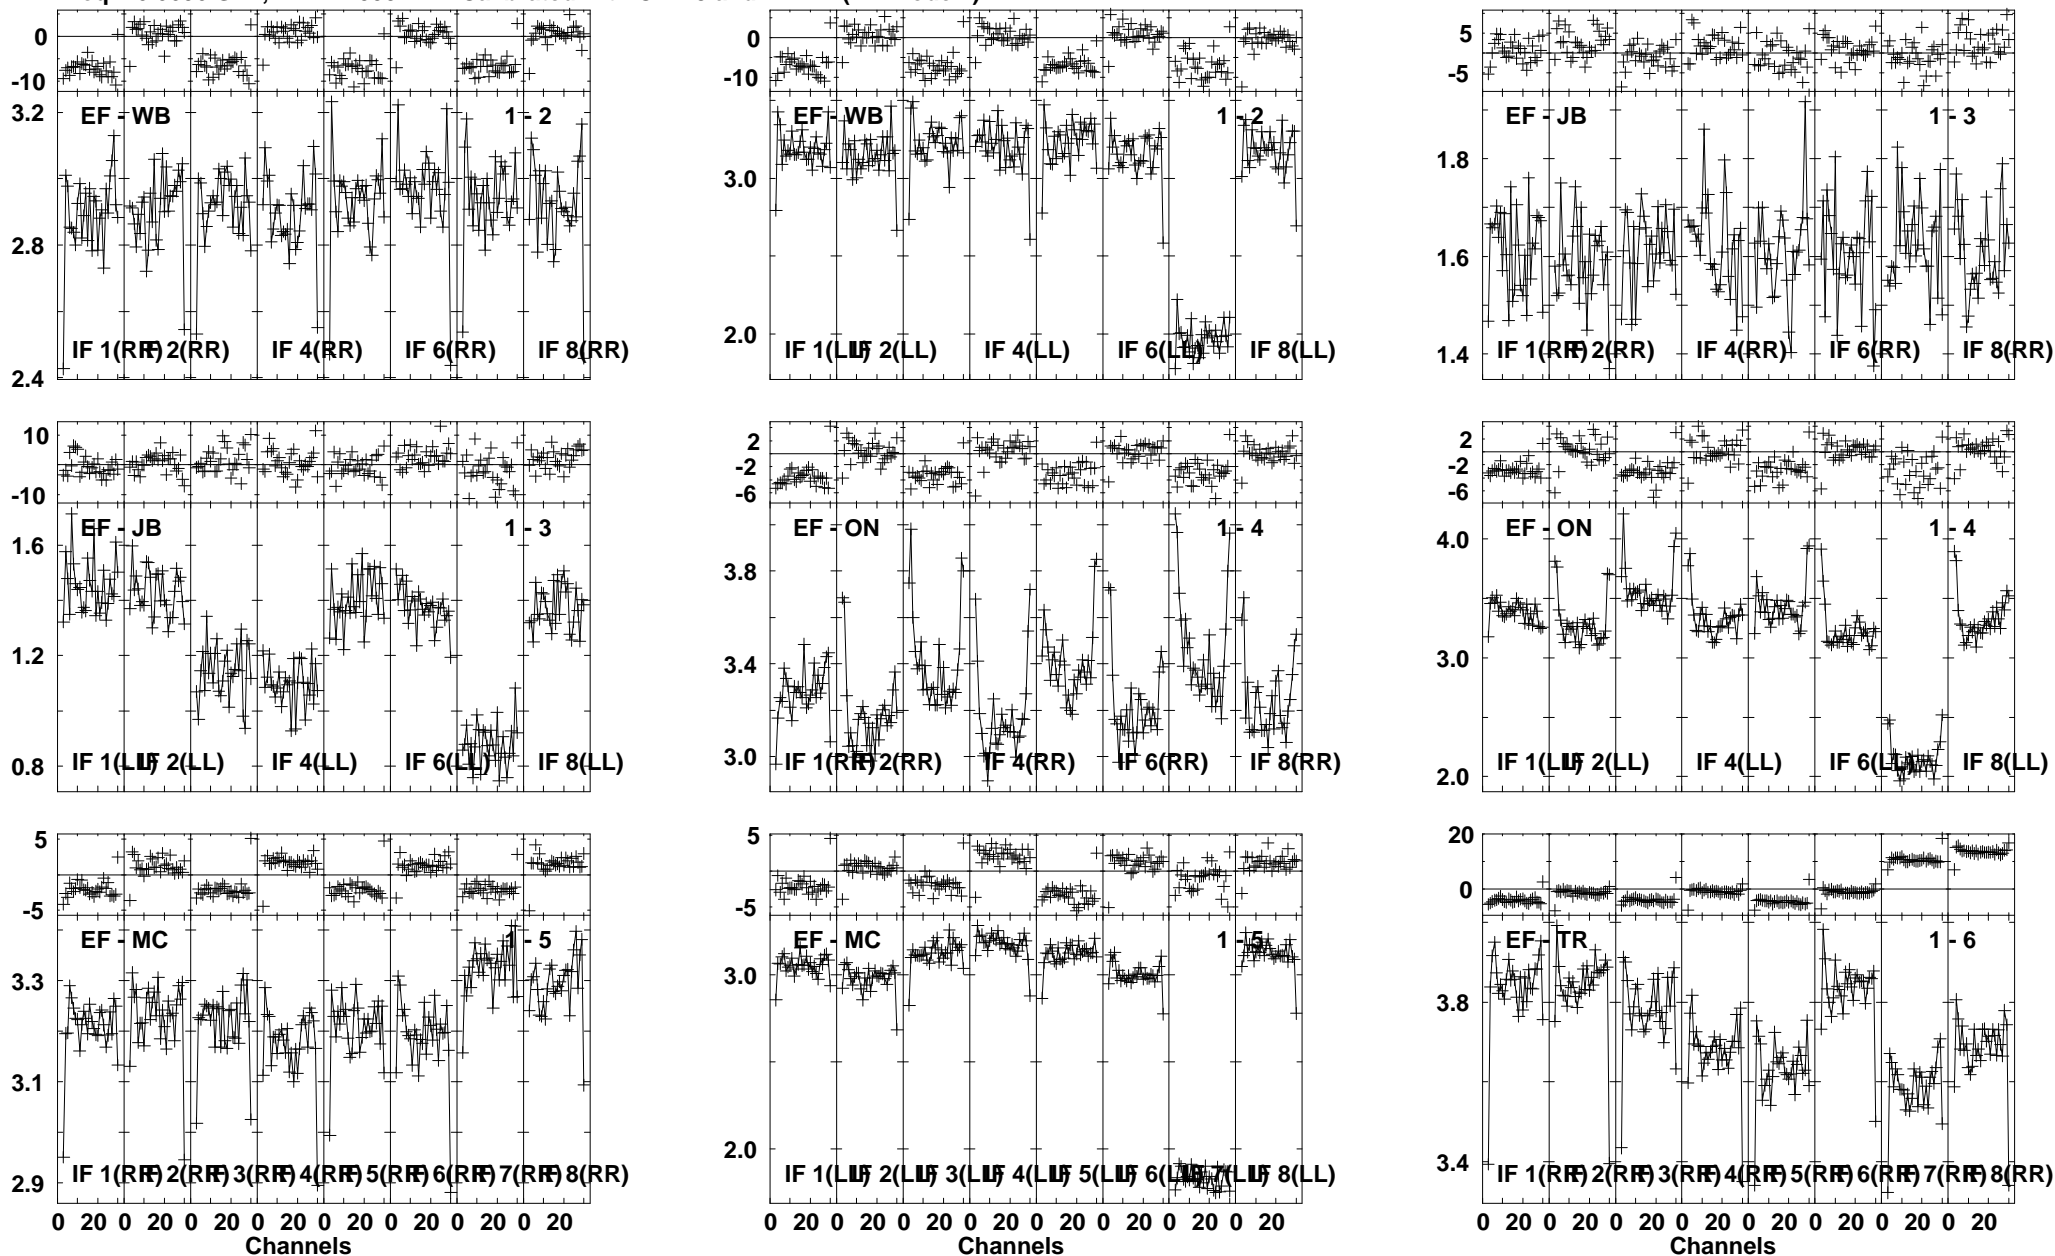 0
-10
3.2
2.8
2.4
EF - WB 1 - 2
IF 1(RR) IF 2(RR) IF 4(RR) IF 6(RR) IF 8(RR)
0
-10
3.0
2.0
EF - WB 1 - 2
IF 1(LL) IF 2(LL) IF 4(LL) IF 6(LL) IF 8(LL)
5
-5
1.8
1.6
1.4
EF - JB 1 - 3
IF 1(RR) IF 2(RR) IF 4(RR) IF 6(RR) IF 8(RR)
10
-10
1.6
1.2
0.8
EF - JB 1 - 3
IF 1(LL) IF 2(LL) IF 4(LL) IF 6(LL) IF 8(LL)
2
-2
-6
3.8
3.4
3.0
EF - ON 1 - 4
IF 1(RR) IF 2(RR) IF 4(RR) IF 6(RR) IF 8(RR)
2
-2
-6
4.0
3.0
2.0
EF - ON 1 - 4
IF 1(LL) IF 2(LL) IF 4(LL) IF 6(LL) IF 8(LL)
5
-5
3.3
3.1
2.9
EF - MC 1 - 5
IF 1(RR) IF 2(RR) IF 3(RR) IF 4(RR) IF 5(RR) IF 6(RR) IF 7(RR) IF 8(RR)
0 20 0 20 0 20 0 20 0 20 0 20 0 20 0 20
Channels
5
-5
3.0
2.0
EF - MC 1 - 5
IF 1(LL) IF 2(LL) IF 3(LL) IF 4(LL) IF 5(LL) IF 6(LL) IF 7(LL) IF 8(LL)
0 20 0 20 0 20 0 20 0 20 0 20 0 20 0 20
Channels
20
0
3.8
3.4
EF - TR 1 - 6
IF 1(RR) IF 2(RR) IF 3(RR) IF 4(RR) IF 5(RR) IF 6(RR) IF 7(RR) IF 8(RR)
0 20 0 20 0 20 0 20 0 20 0 20 0 20 0 20
Channels